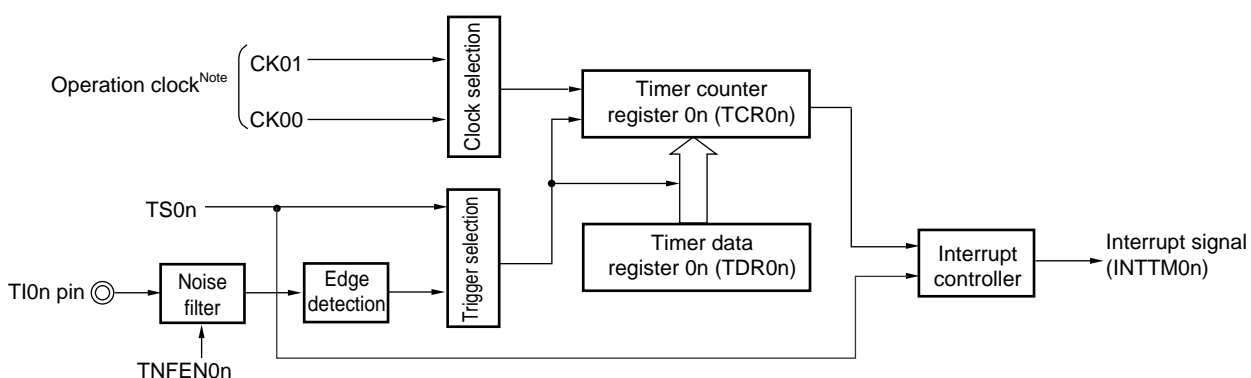 Operation clockNote
CK01
CK00
Clock selection
Timer counter
register 0n (TCR0n)
TS0n
Trigger selection
Timer data
register 0n (TDR0n)
Interrupt
controller
Interrupt signal
(INTTM0n)
TI0n pin
Noise
filter
Edge
detection
TNFEN0n